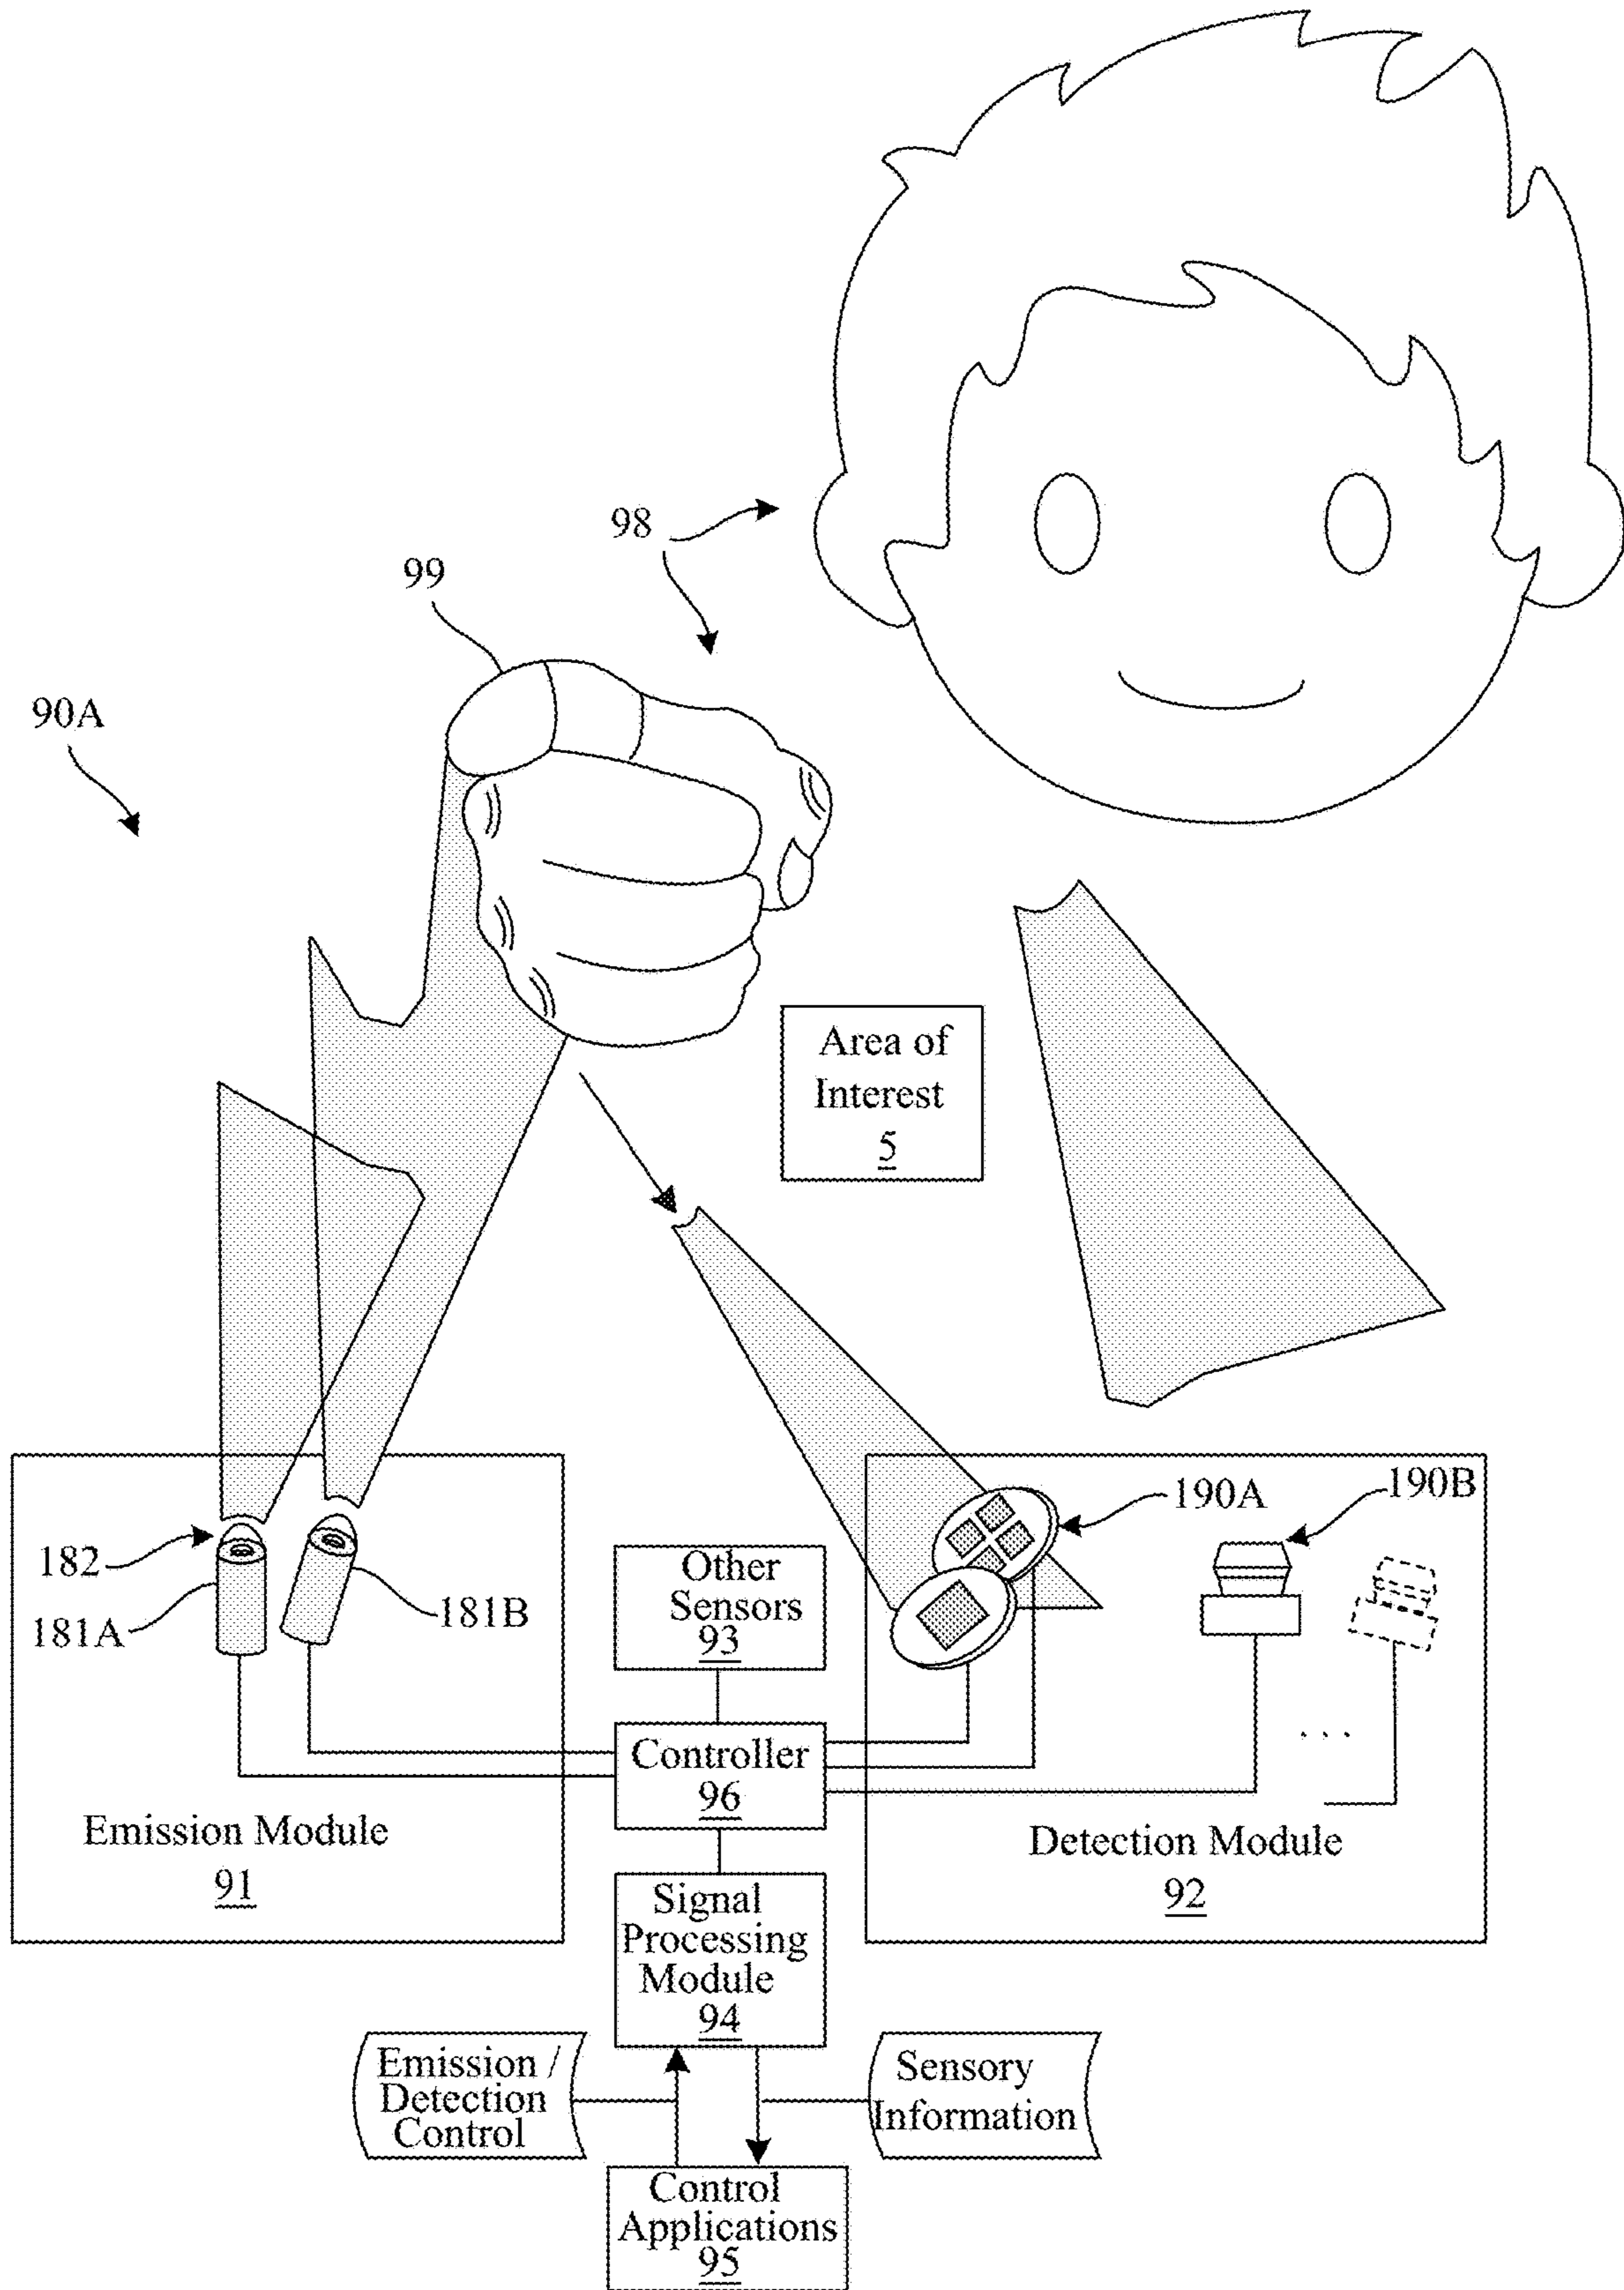 98
99
90A
Area of
Interest
5
190A
190B
182
181A
181B
Other
Sensors
93
Controller
96
Emission Module
91
Detection Module
92
. . .
Signal
Processing
Module
94
Emission /
Detection
Control
Sensory
Information
Control
Applications
95